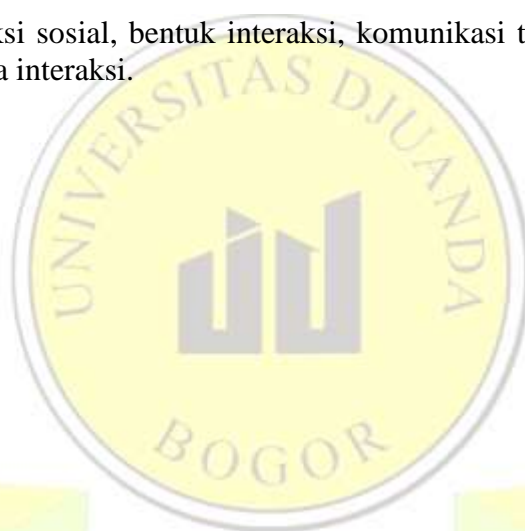 ksi sosial, bentuk interaksi, komunikasi t
a interaksi.
UNIVERSITAS DJUANDA
BOGOR